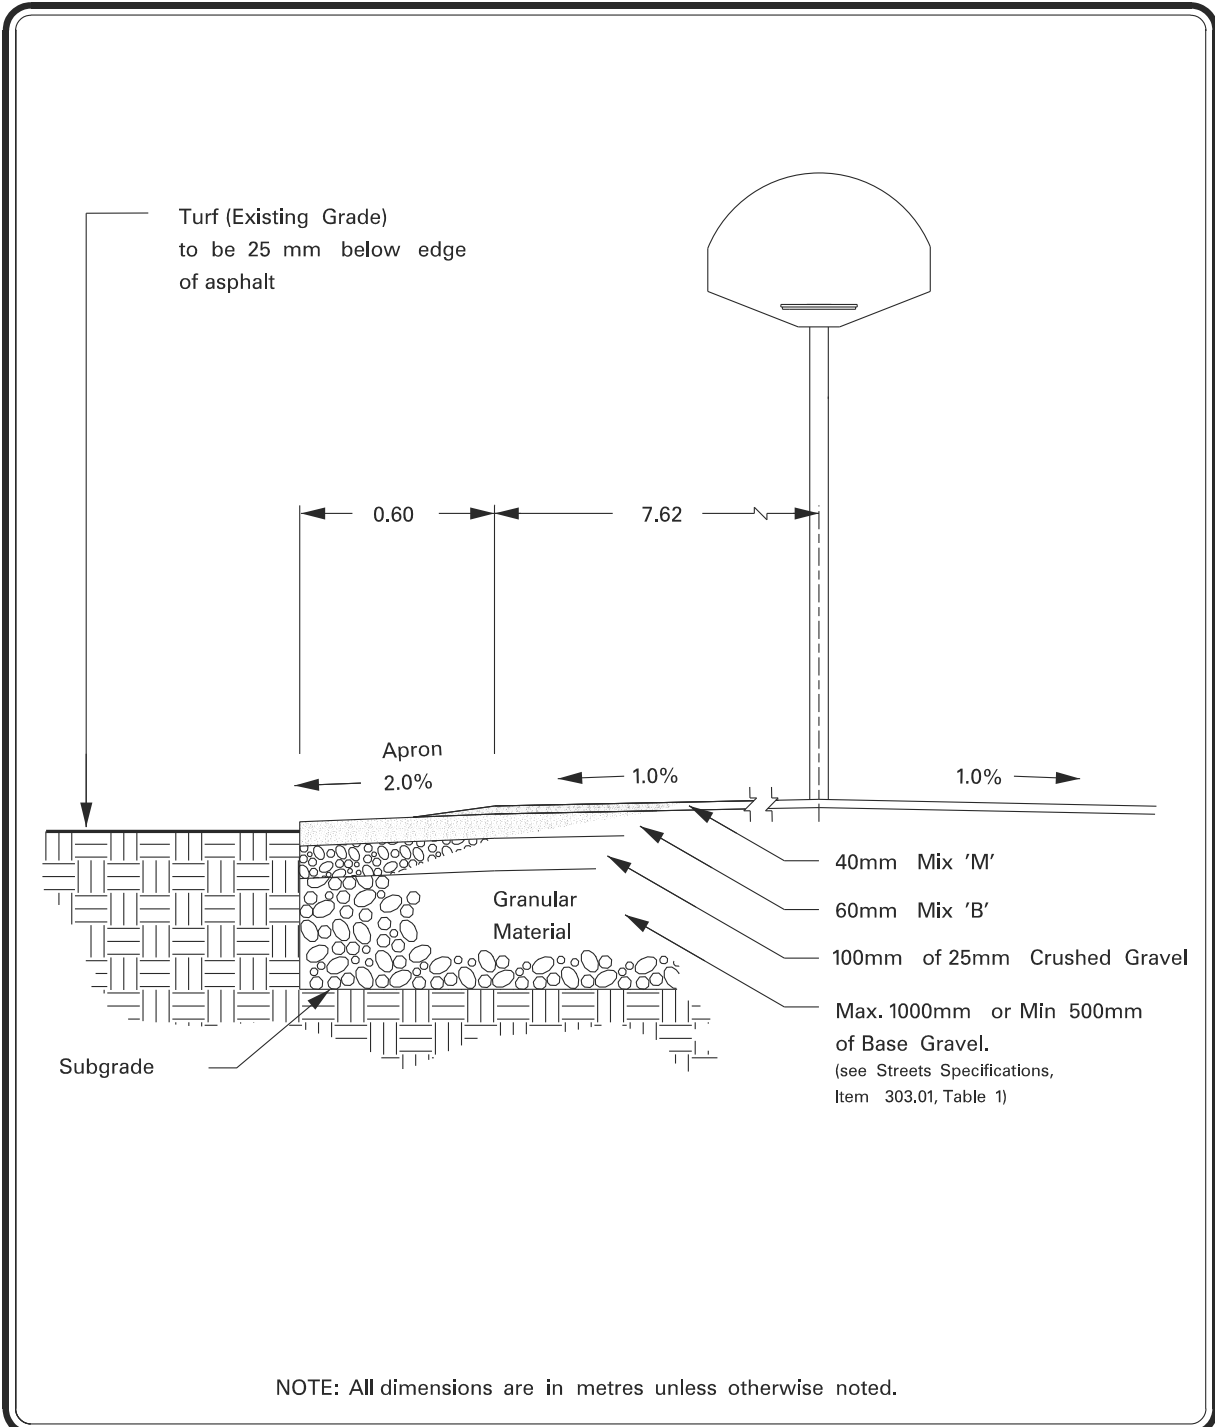 Turf (Existing Grade)
to be 25 mm below edge
of asphalt
0.60
7.62
Apron
2.0%
1.0%
1.0%
40mm Mix 'M'
60mm Mix 'B'
100mm of 25mm Crushed Gravel
Granular
Material
Max. 1000mm or Min 500mm
of Base Gravel.
(see Streets Specifications,
Item 303.01, Table 1)
Subgrade
NOTE: All dimensions are in metres unless otherwise noted.